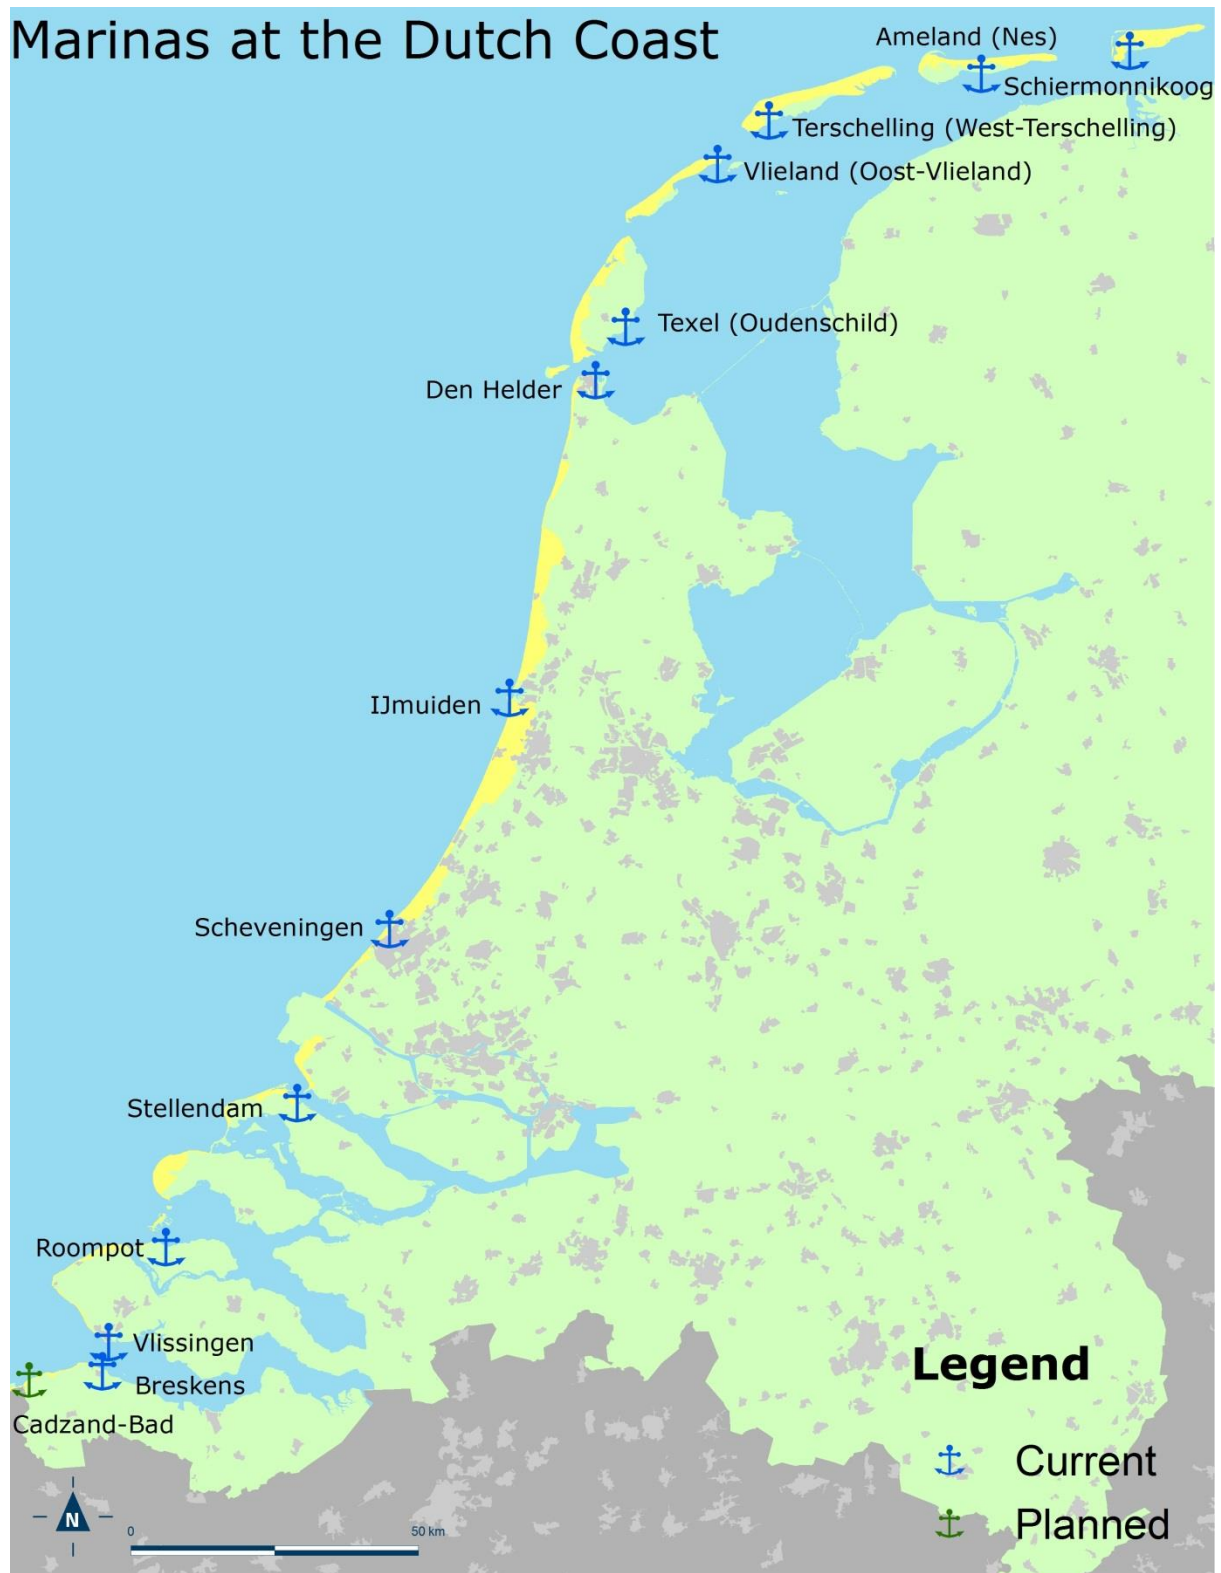 Marinas at the Dutch Coast
Ameland (Nes)
Schiermonnikoog
Terschelling (West-Terschelling)
Vlieland (Oost-Vlieland)
Texel (Oudenschild)
Den Helder
IJmuiden
Scheveningen
Stellendam
Roompot
Vlissingen
Breskens
Cadzand-Bad
Legend
Current
Planned
N
0 50 km